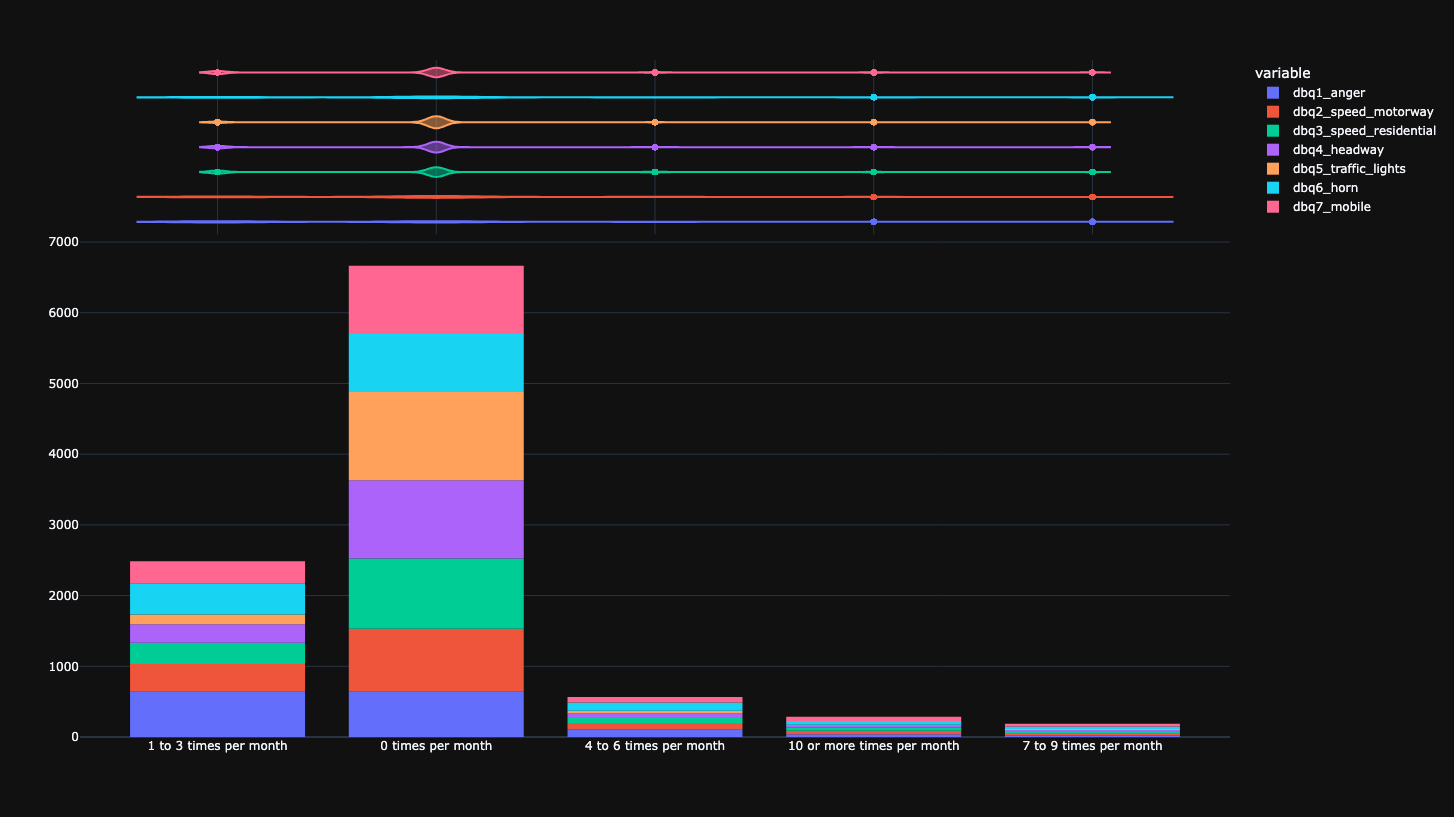 variable
dbq1_anger
dbq2_speed_motorway
dbq3_speed_residential
dbq4_headway
dbq5_traffic_lights
dbq6_horn
dbq7_mobile
7000
6000
5000
4000
3000
2000
1000
0
1 to 3 times per month
0 times per month
4 to 6 times per month
10 or more times per month
7 to 9 times per month